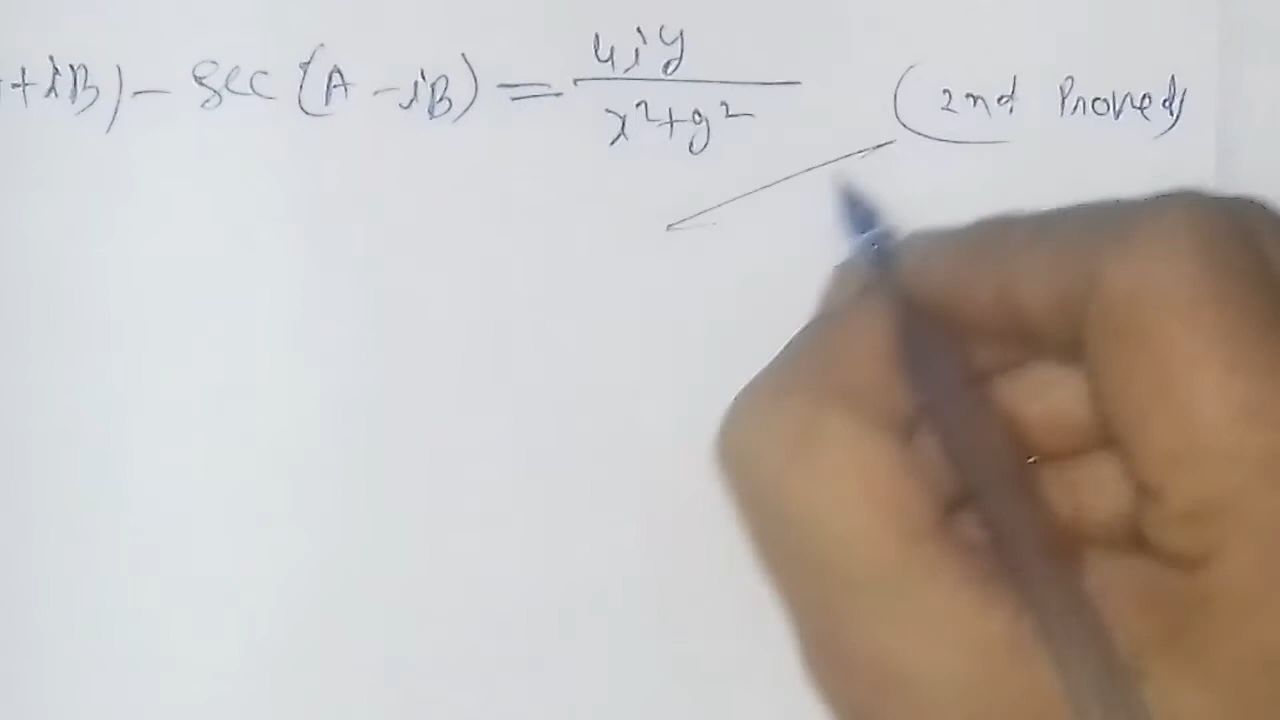 +iB) - Sec (A - iB) = 4iy / x²+y² (2nd Proved)